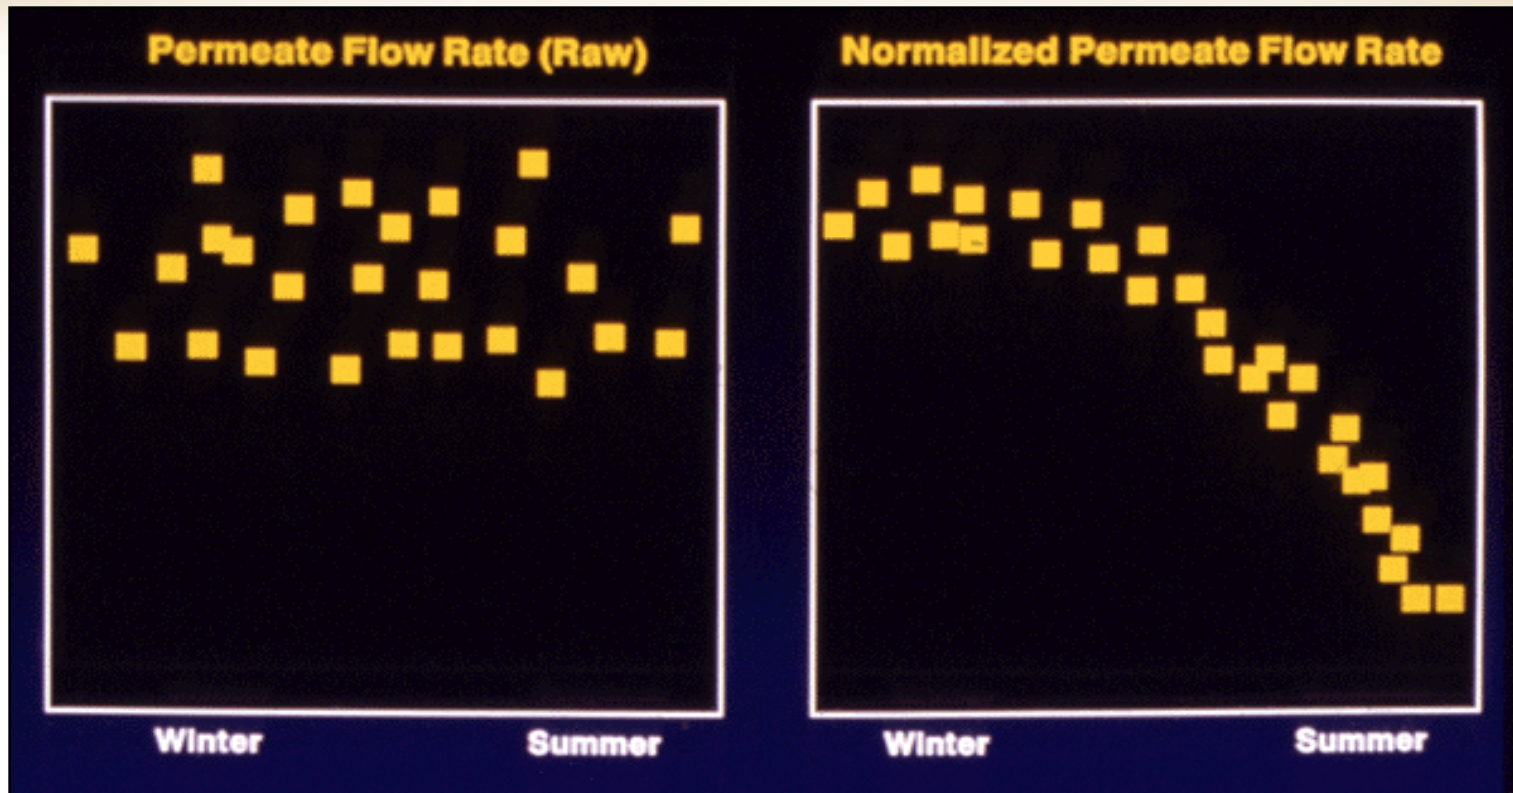 Permeate Flow Rate (Raw)
Normalized Permeate Flow Rate
Winter
Summer
Winter
Summer